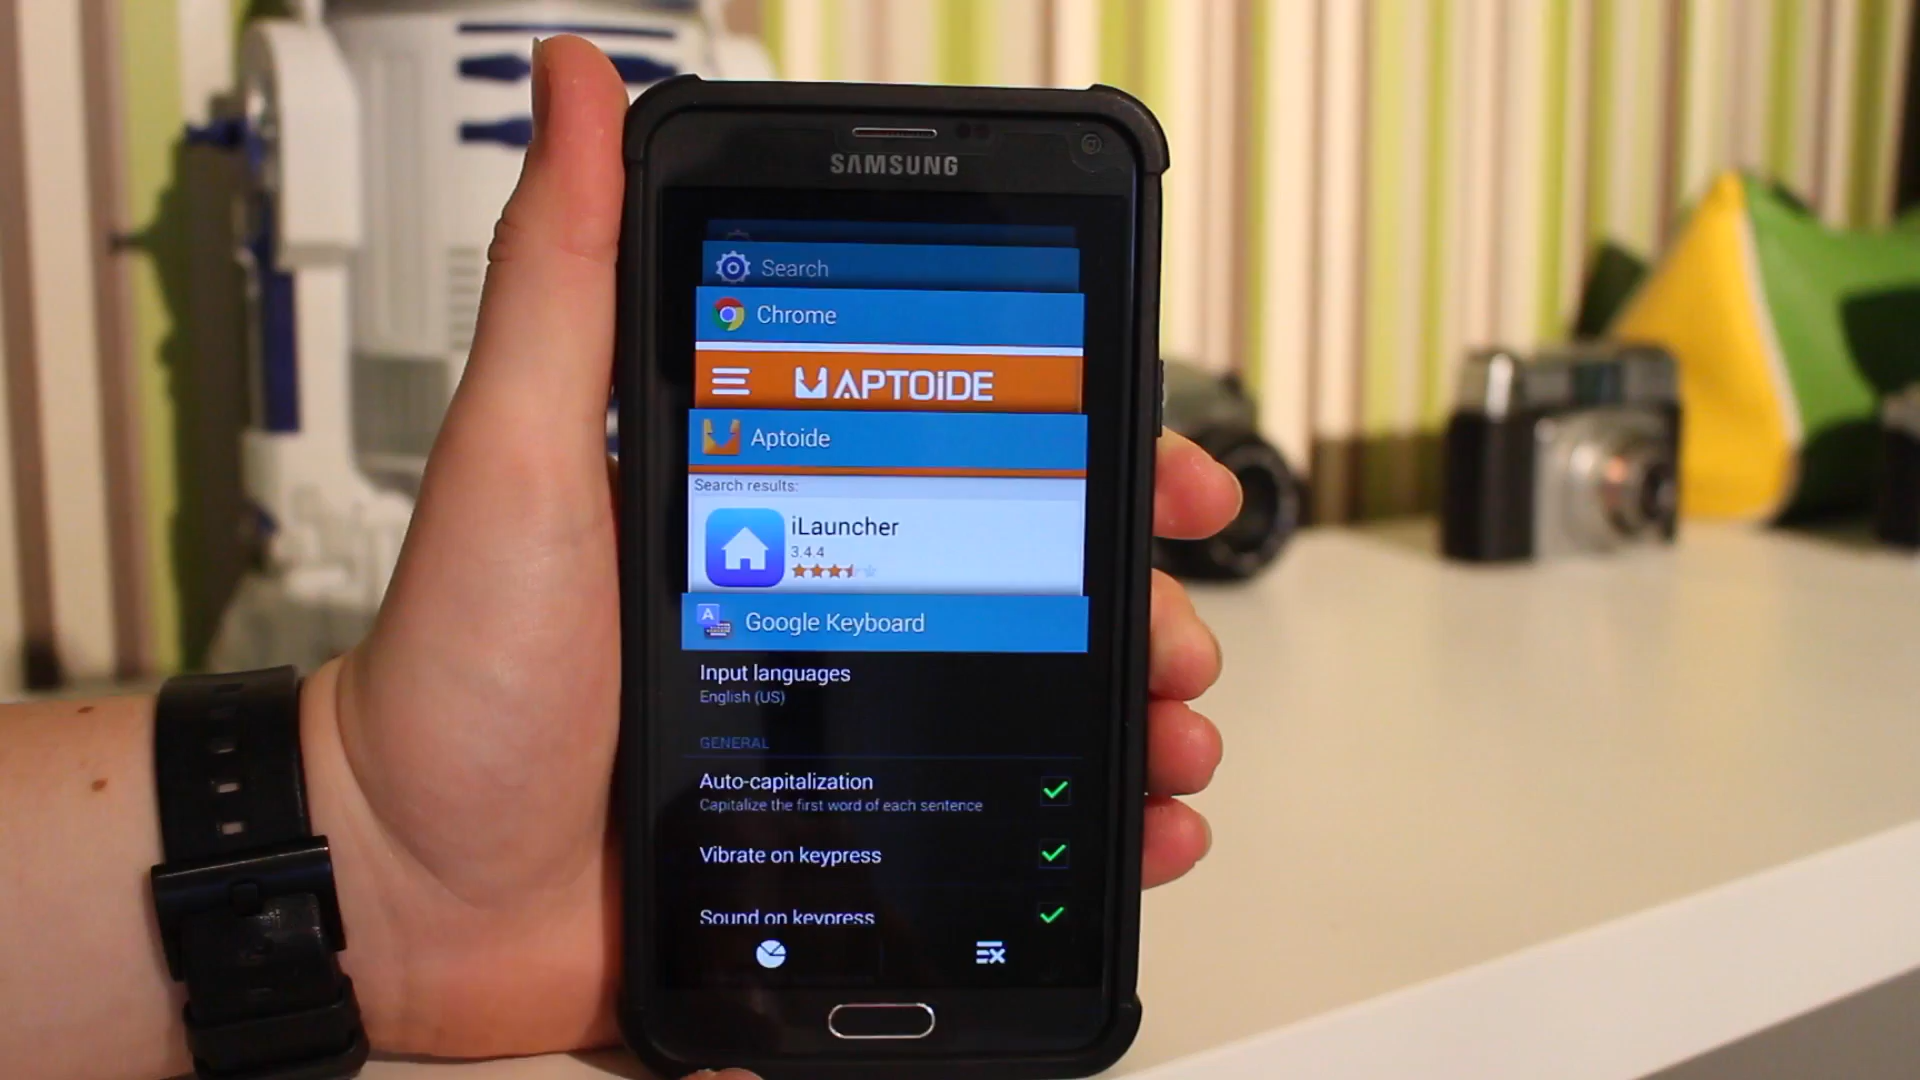 SAMSUNG
Search
Chrome
APTOiDE
Aptoide
Search results:
iLauncher
3.4.4
Google Keyboard
Input languages
English (US)
GENERAL
Auto-capitalization
Capitalize the first word of each sentence
Vibrate on keypress
Sound on keypress